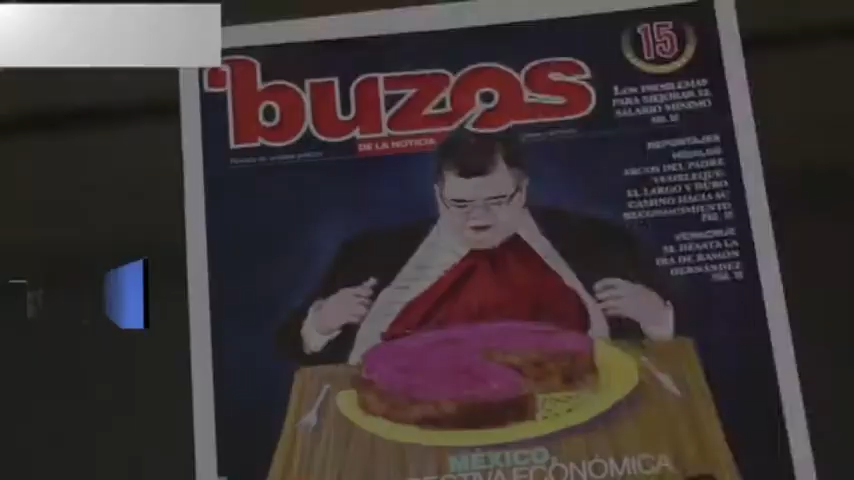 15
buzos
DE LA NOTICIA
LOS PROBLEMAS
PARA MEJORAR EL
SALARIO MÍNIMO
REPORTAJES
HIDALGO
ARCOS DEL PADRE
TEMBLEQUE:
EL LARGO Y DURO
CAMINO HACIA SU
RECONOCIMIENTO
VERACRUZ
SE DESATA LA
IRA DE RAMÓN
HERNÁNDEZ
MÉXICO,
ECONÓMICA